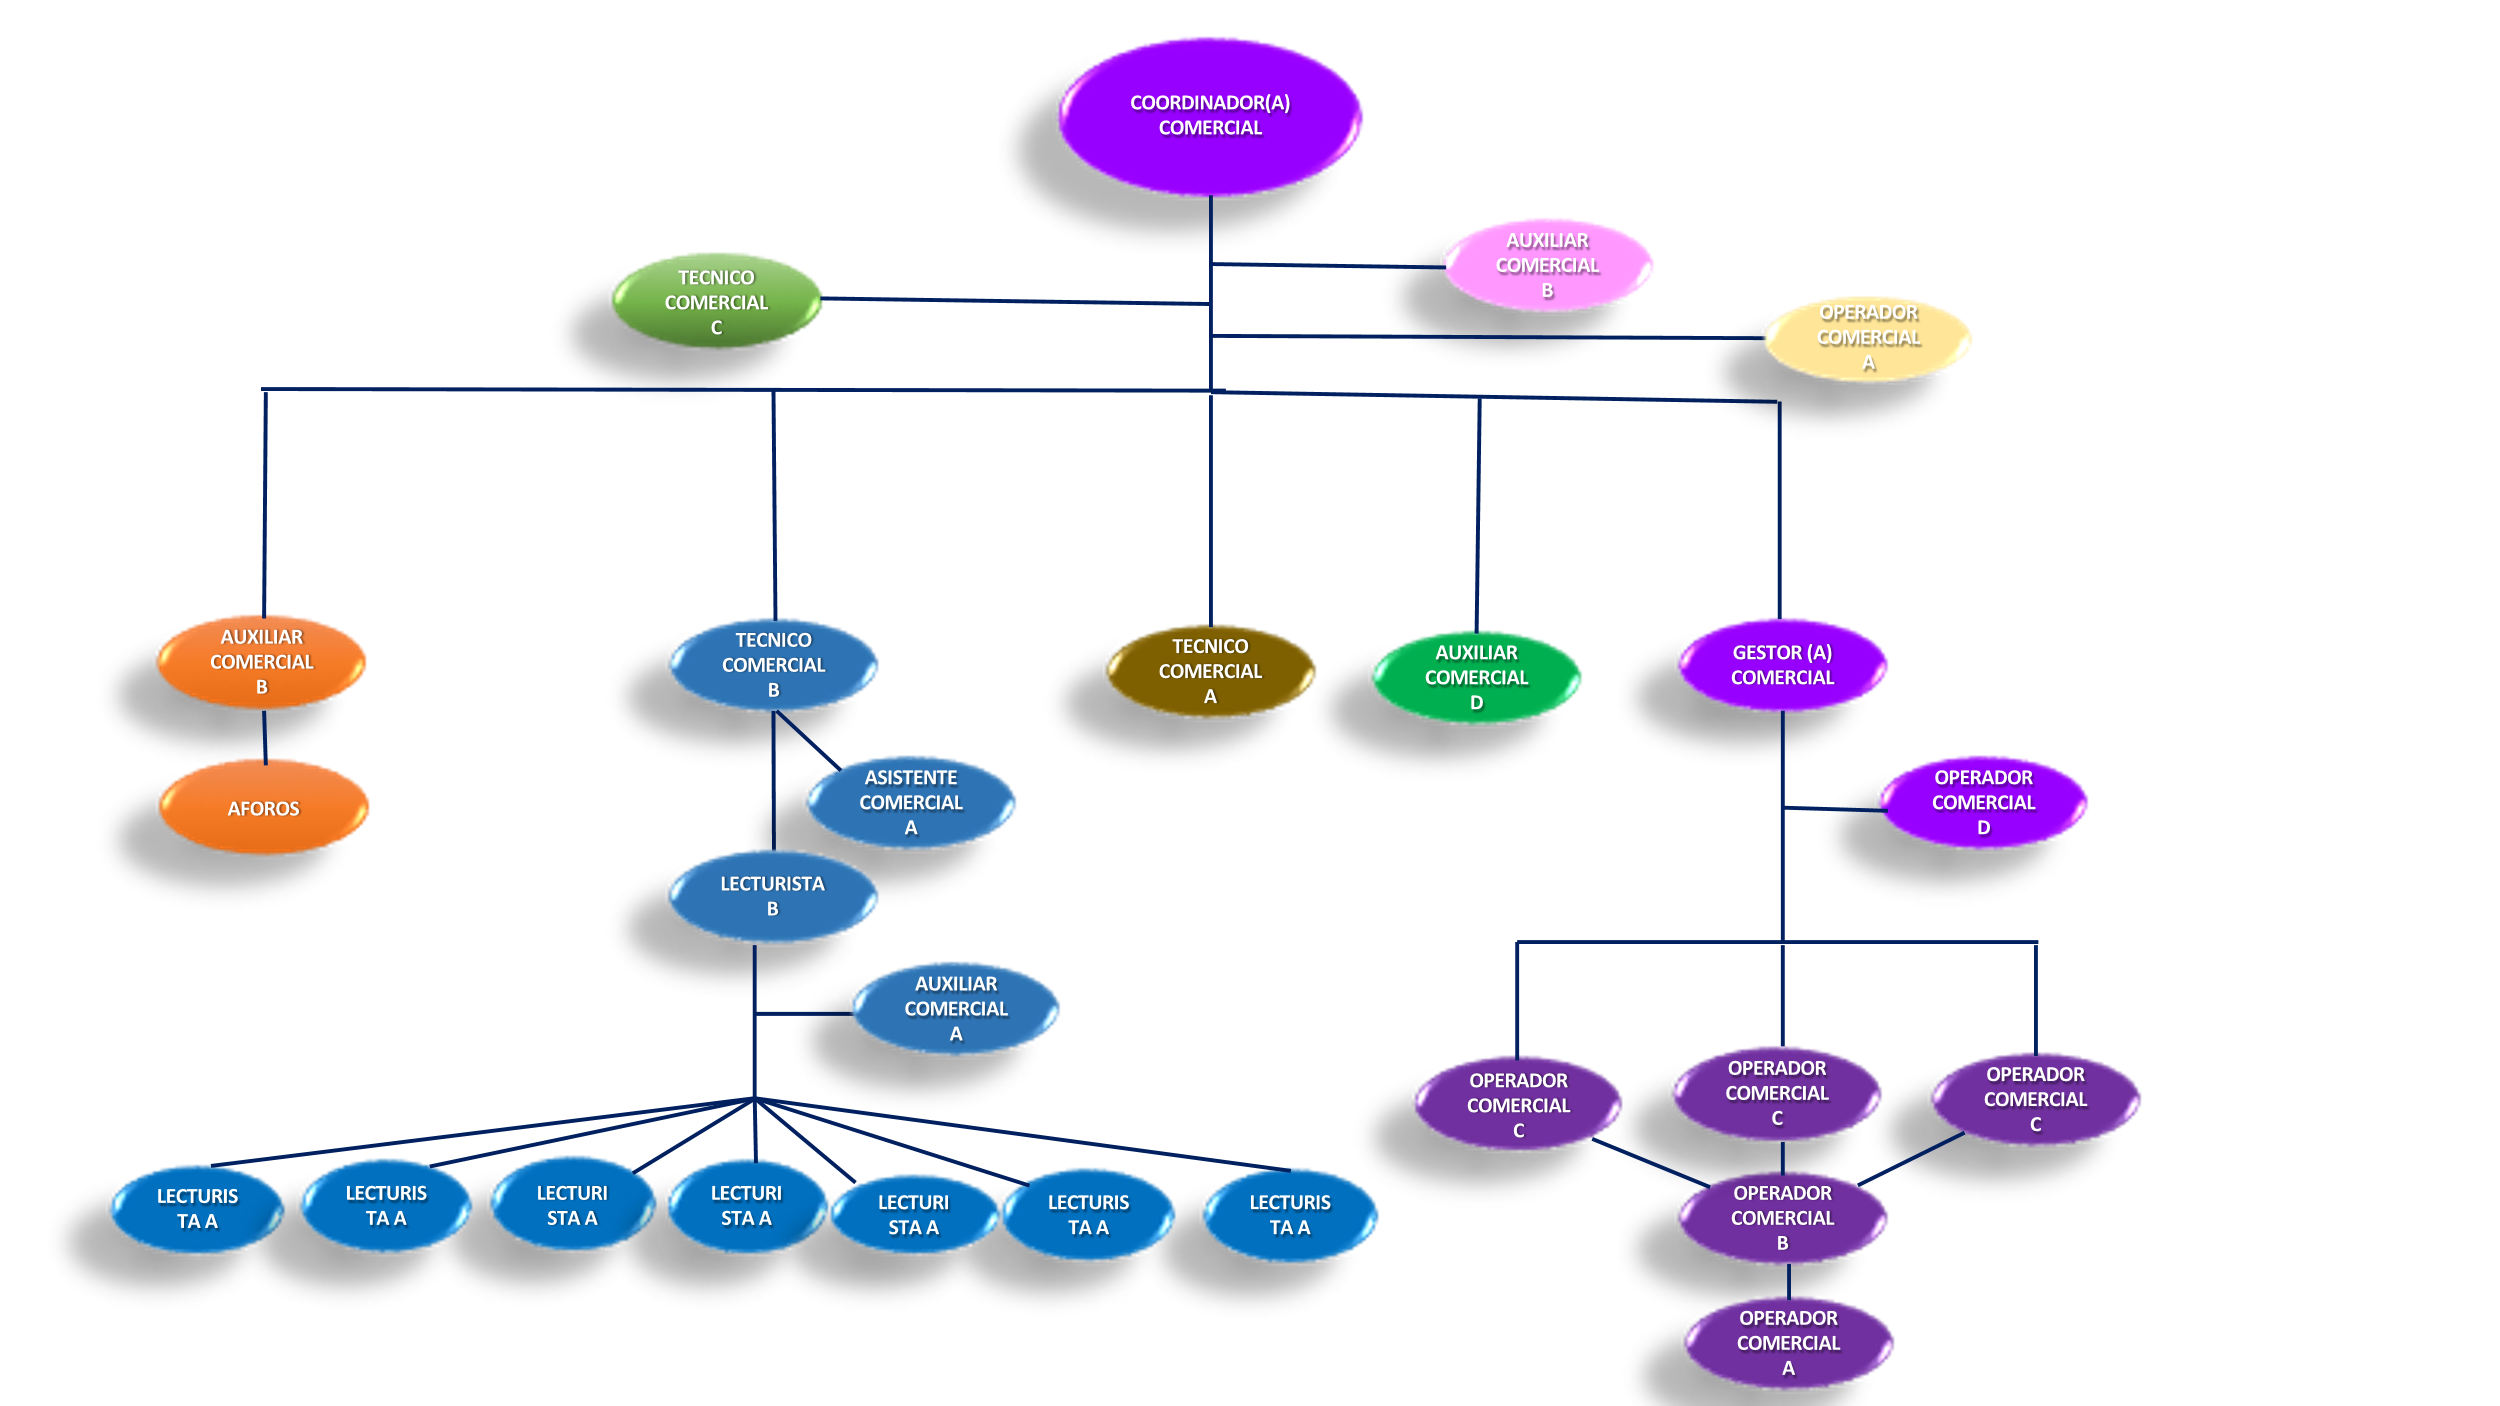 COORDINADOR(A)
COMERCIAL
AUXILIAR
COMERCIAL
B
TECNICO
COMERCIAL
C
OPERADOR
COMERCIAL
A
AUXILIAR
COMERCIAL
B
TECNICO
COMERCIAL
B
TECNICO
COMERCIAL
A
AUXILIAR
COMERCIAL
D
GESTOR (A)
COMERCIAL
AFOROS
ASISTENTE
COMERCIAL
A
OPERADOR
COMERCIAL
D
LECTURISTA
B
AUXILIAR
COMERCIAL
A
OPERADOR
COMERCIAL
C
OPERADOR
COMERCIAL
C
OPERADOR
COMERCIAL
C
LECTURIS
TA A
LECTURIS
TA A
LECTURI
STA A
LECTURI
STA A
LECTURI
STA A
LECTURIS
TA A
LECTURIS
TA A
OPERADOR
COMERCIAL
B
OPERADOR
COMERCIAL
A